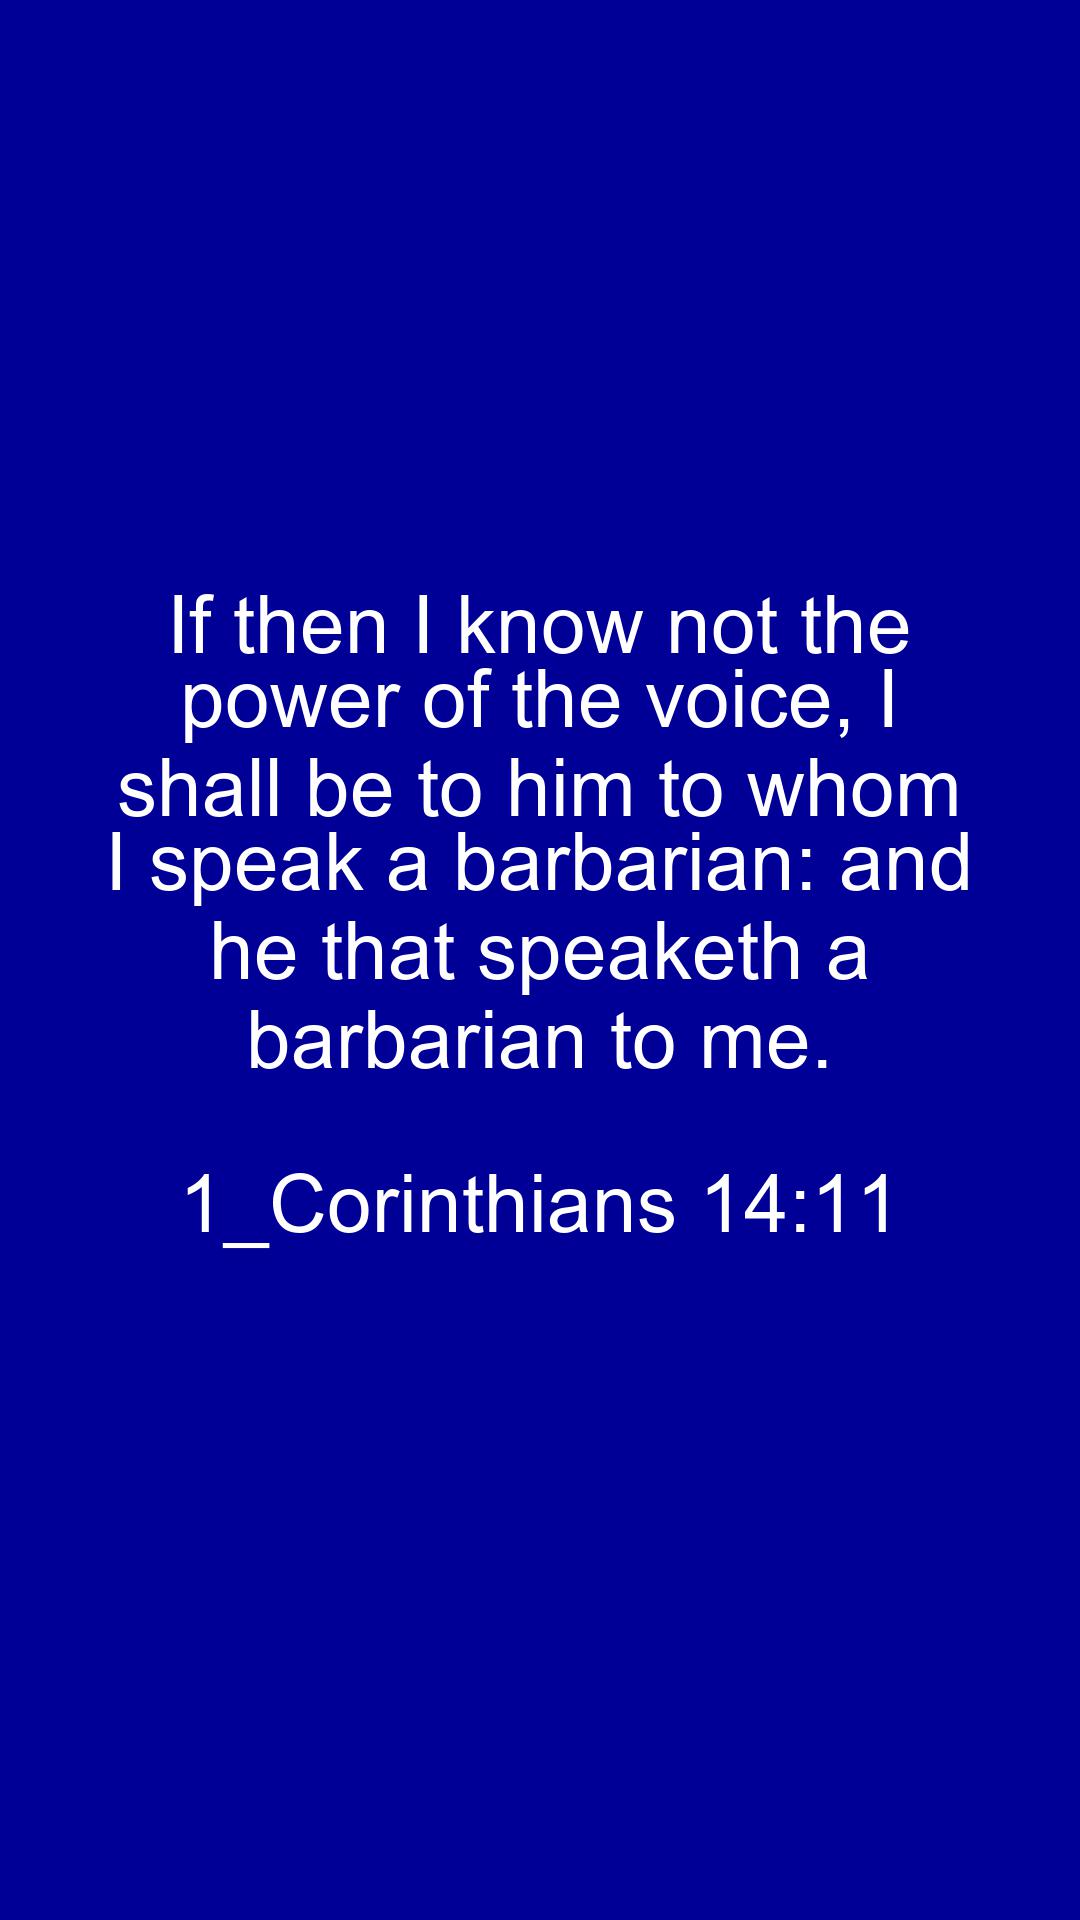 If then I know not the
power of the voice, I
shall be to him to whom
I speak a barbarian: and
he that speaketh a
barbarian to me.
1_Corinthians 14:11